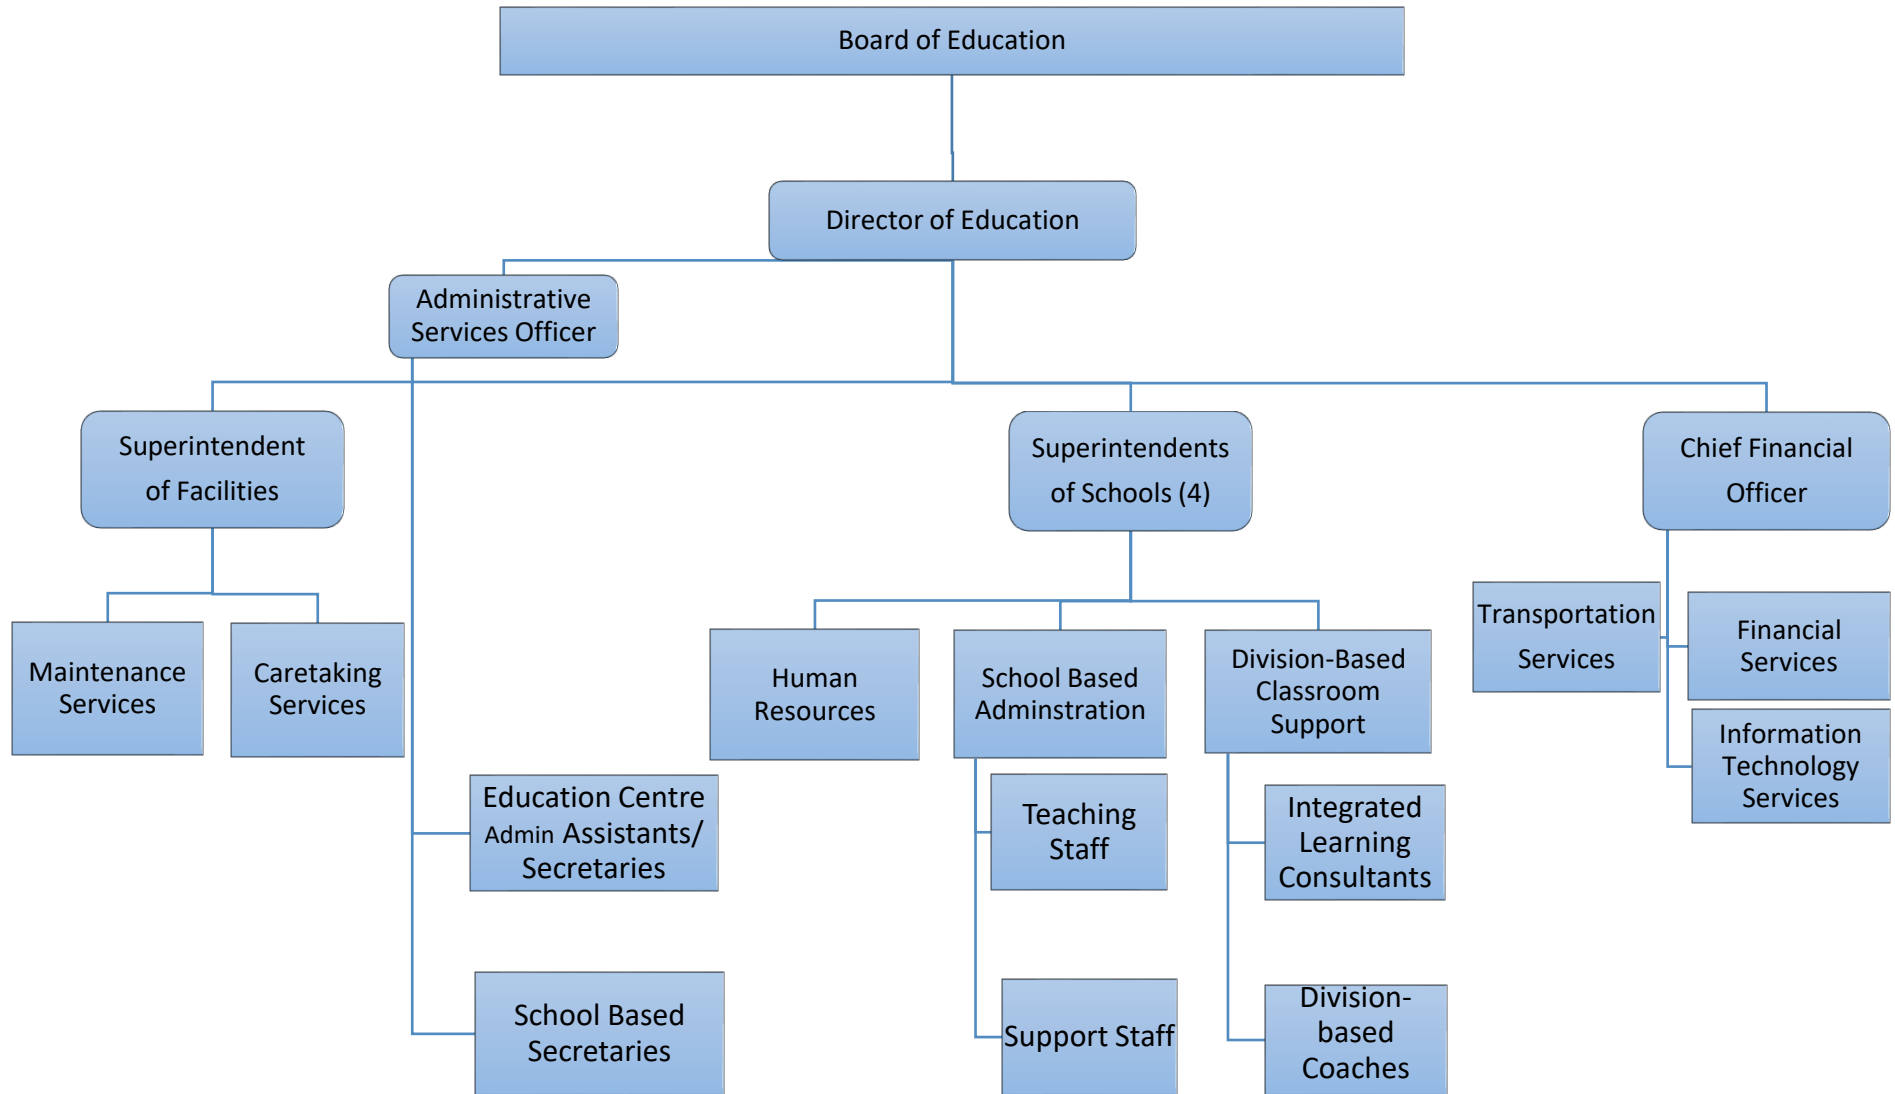 Board of Education
Director of Education
Administrative
Services Officer
Superintendent
of Facilities
Superintendents
of Schools (4)
Chief Financial
Officer
Maintenance
Services
Caretaking
Services
Human
Resources
School Based
Adminstration
Division-Based
Classroom
Support
Transportation
Services
Financial
Services
Information
Technology
Services
Education Centre
Admin Assistants/
Secretaries
Teaching
Staff
Integrated
Learning
Consultants
School Based
Secretaries
Support Staff
Division-
based
Coaches